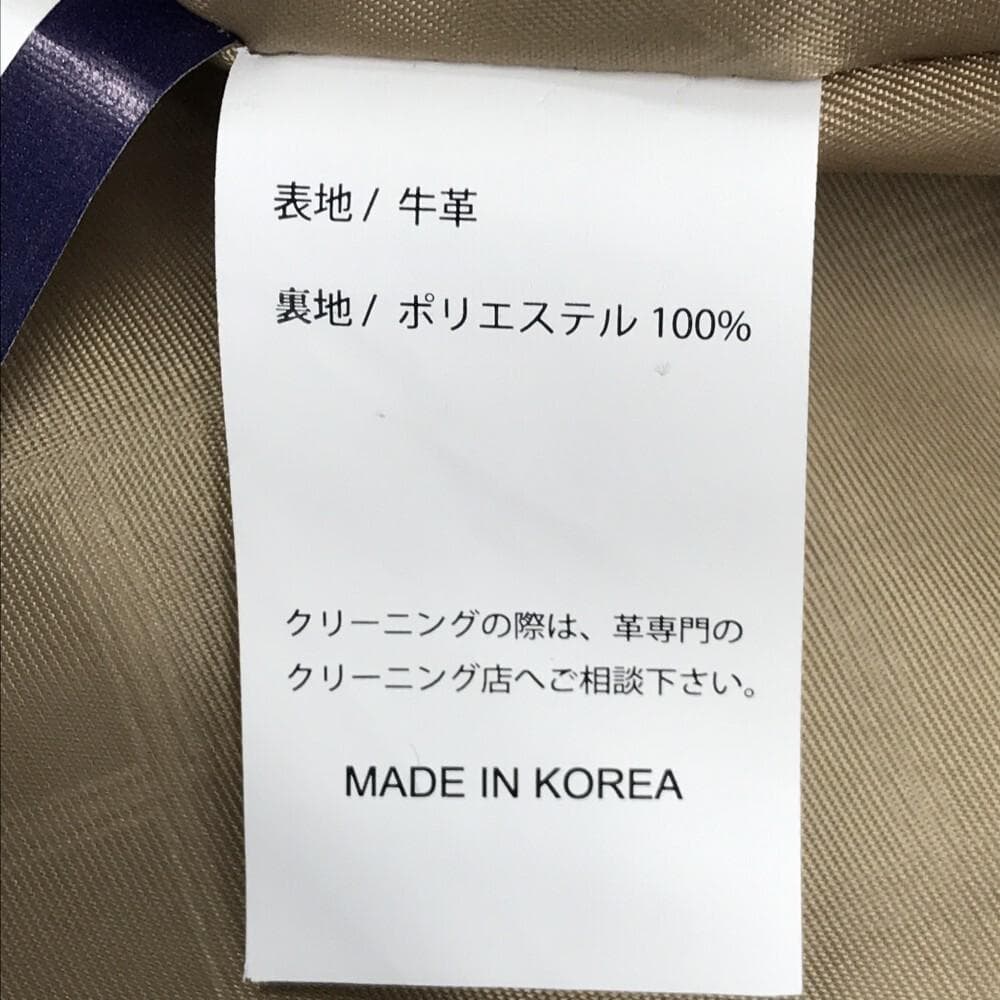 表地 / 牛革
裏地 / ポリエステル 100%
クリーニングの際は、革専門の
クリーニング店へご相談下さい。
MADE IN KOREA